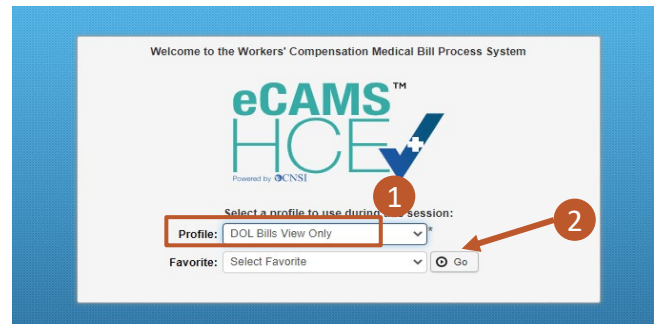 Welcome to the Workers' Compensation Medical Bill Process System
eCAMS™
HCE
Powered by CNSI
1
Select a profile to use during session:
Profile: DOL Bills View Only *
2
Favorite: Select Favorite Go